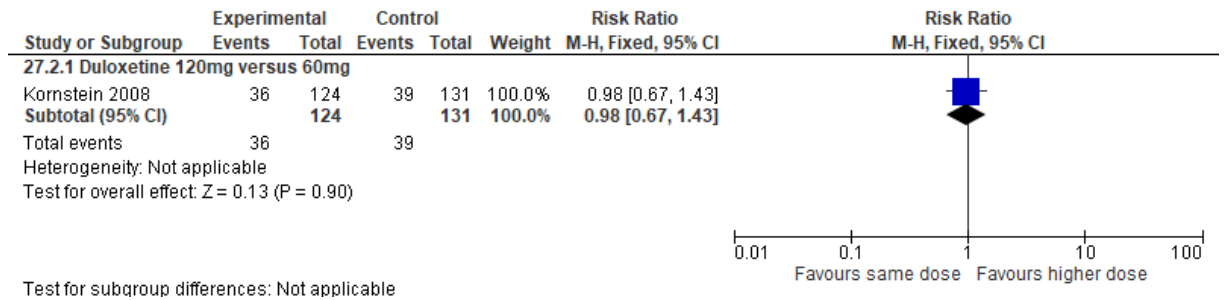 Experimental Control Risk Ratio Risk Ratio
Study or Subgroup Events Total Events Total Weight M-H, Fixed, 95% CI M-H, Fixed, 95% CI
27.2.1 Duloxetine 120mg versus 60mg
Kornstein 2008 36 124 39 131 100.0% 0.98 [0.67, 1.43]
Subtotal (95% CI) 124 131 100.0% 0.98 [0.67, 1.43]
Total events 36 39
Heterogeneity: Not applicable
Test for overall effect: Z = 0.13 (P = 0.90)
0.01 0.1 1 10 100
Favours same dose Favours higher dose
Test for subgroup differences: Not applicable